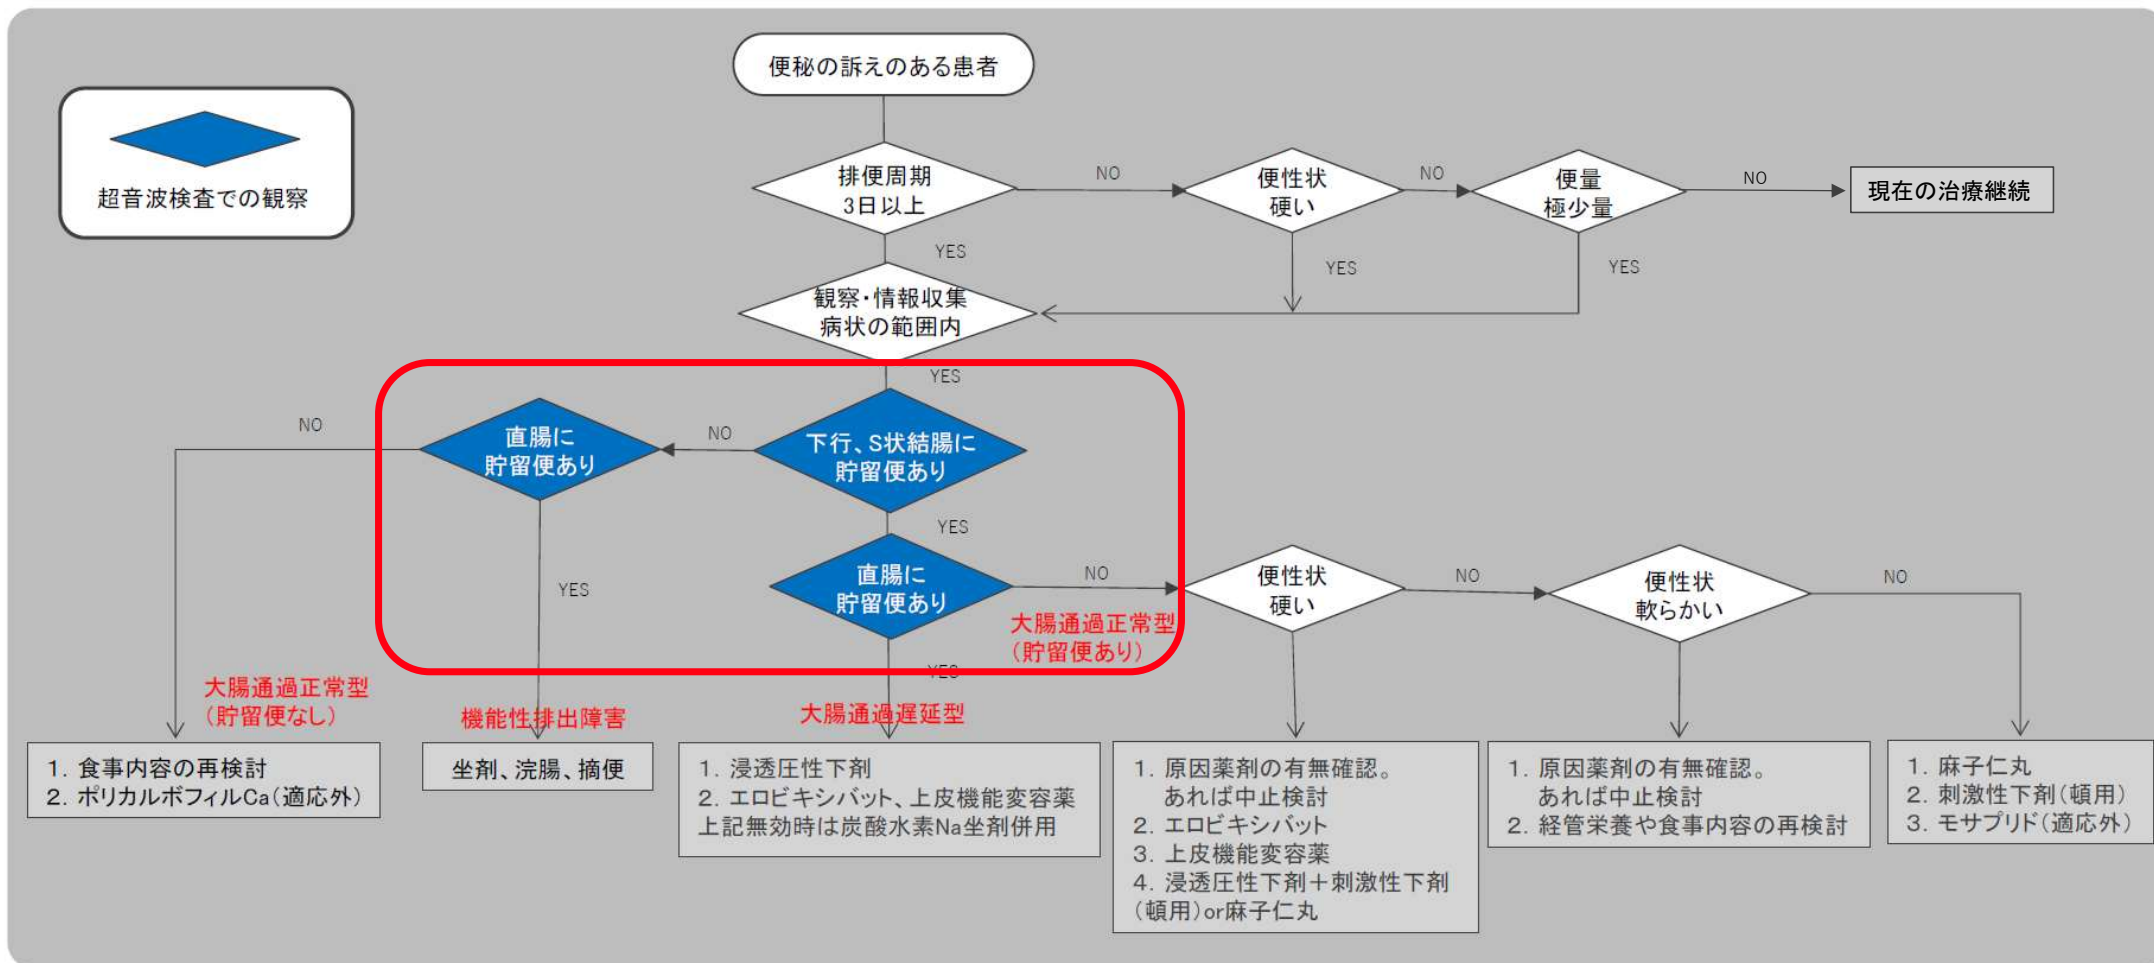 便秘の訴えのある患者
超音波検査での観察
排便周期
3日以上
NO
便性状
硬い
NO
便量
極少量
NO
現在の治療継続
YES
YES
YES
観察・情報収集
病状の範囲内
YES
下行、S状結腸に
貯留便あり
NO
直腸に
貯留便あり
NO
YES
YES
直腸に
貯留便あり
NO
大腸通過正常型
（貯留便あり）
YES
便性状
硬い
NO
便性状
軟らかい
NO
大腸通過正常型
（貯留便なし）
機能性排出障害
大腸通過遅延型
1．食事内容の再検討
2．ポリカルボフィルCa（適応外）
坐剤、浣腸、摘便
1．浸透圧性下剤
2．エロビキシバット、上皮機能変容薬
上記無効時は炭酸水素Na坐剤併用
1．原因薬剤の有無確認。
あれば中止検討
2．エロビキシバット
3．上皮機能変容薬
4．浸透圧性下剤＋刺激性下剤
（頓用）or麻子仁丸
1．原因薬剤の有無確認。
あれば中止検討
2．経管栄養や食事内容の再検討
1．麻子仁丸
2．刺激性下剤（頓用）
3．モサプリド（適応外）